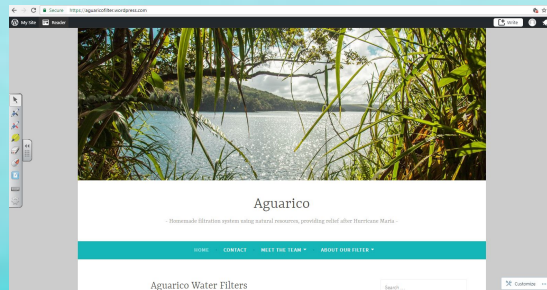 Secure https://aguaricofilter.wordpress.com
My Site Reader Write
Aguarico
- Homemade filtration system using natural resources, providing relief after Hurricane Maria -
HOME CONTACT MEET THE TEAM ABOUT OUR FILTER
Aguarico Water Filters
Search ...
Customize